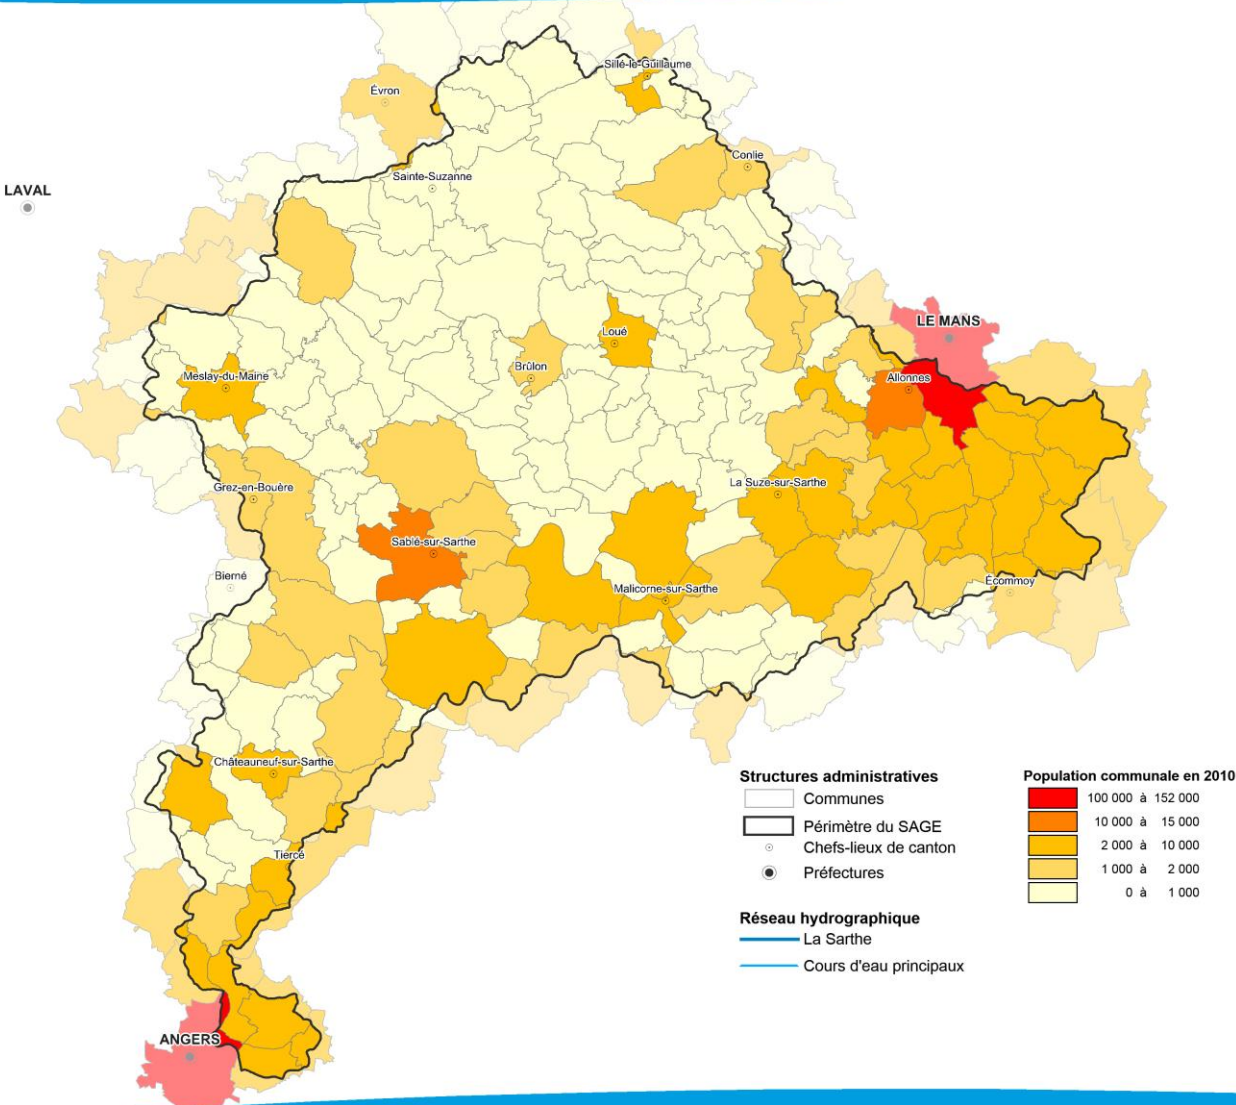 Sillé-le-Guillaume
Évron
Conlie
Sainte-Suzanne
LAVAL
LE MANS
Loué
Brûlon
Meslay-du-Maine
Allonnes
La Suze-sur-Sarthe
Grez-en-Bouère
Sablé-sur-Sarthe
Bierné
Malicorne-sur-Sarthe
Écommoy
Châteauneuf-sur-Sarthe
Tiercé
ANGERS
Structures administratives
Communes
Périmètre du SAGE
Chefs-lieux de canton
Préfectures
Réseau hydrographique
La Sarthe
Cours d'eau principaux
Population communale en 2010
100 000 à 152 000
10 000 à 15 000
2 000 à 10 000
1 000 à 2 000
0 à 1 000